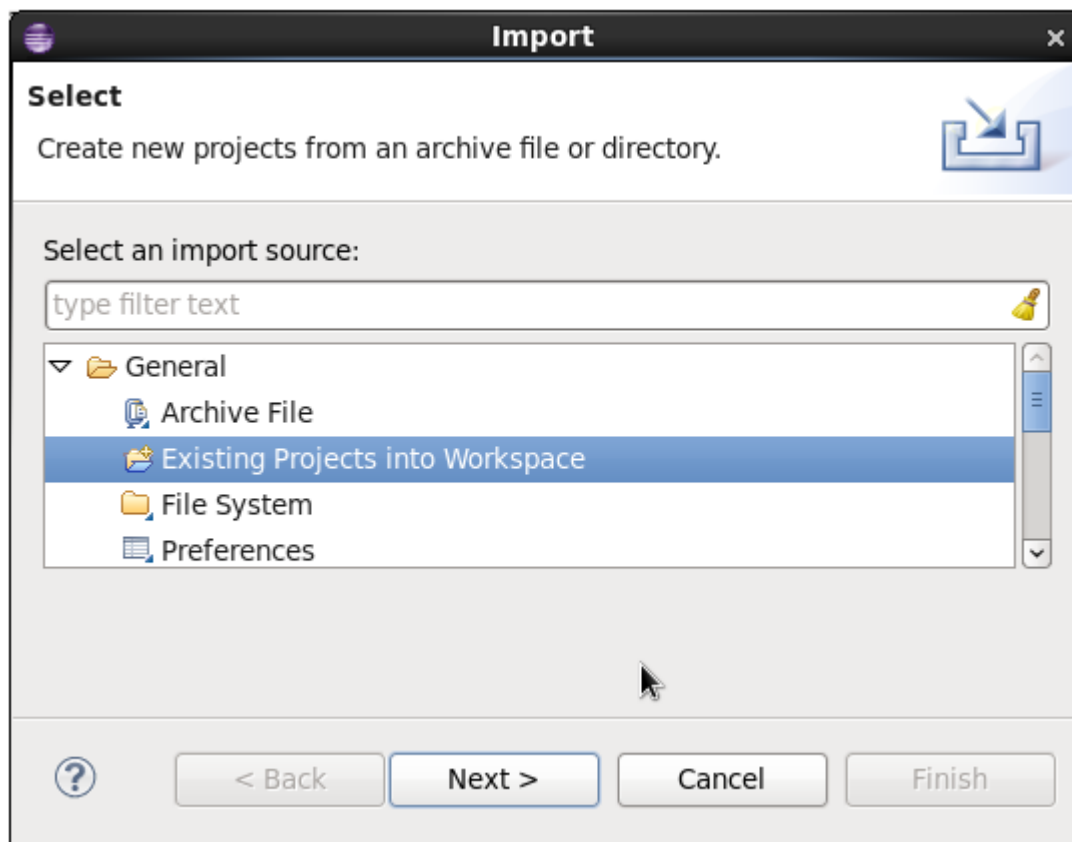 Import
Select
Create new projects from an archive file or directory.
Select an import source:
type filter text
General
Archive File
Existing Projects into Workspace
File System
Preferences
? < Back Next > Cancel Finish